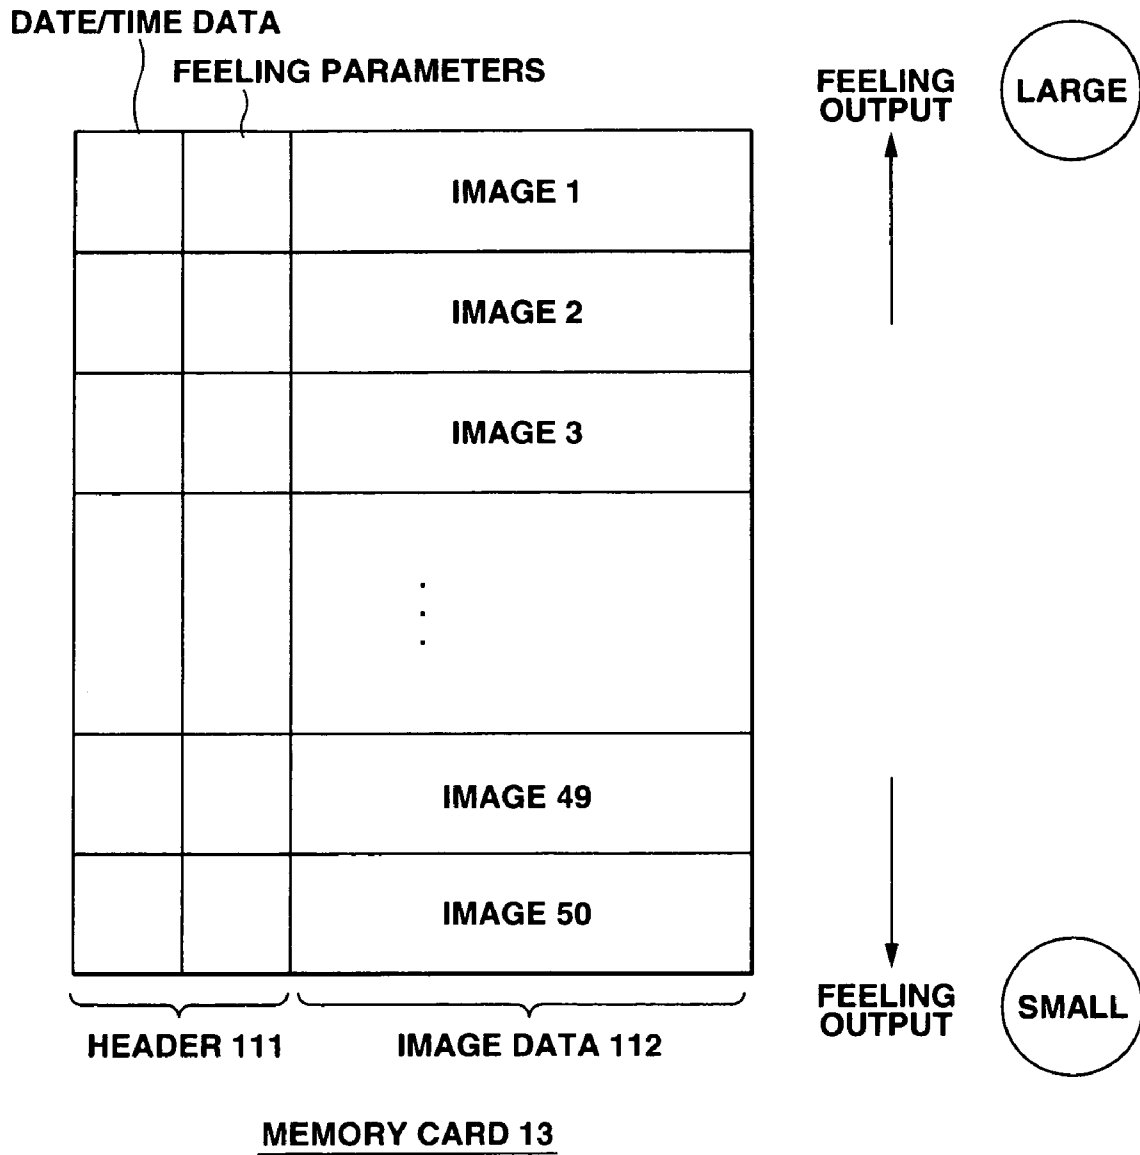 DATE/TIME DATA
FEELING PARAMETERS
FEELING
OUTPUT
LARGE
IMAGE 1
IMAGE 2
IMAGE 3
IMAGE 49
IMAGE 50
FEELING
OUTPUT
SMALL
HEADER 111
IMAGE DATA 112
MEMORY CARD 13